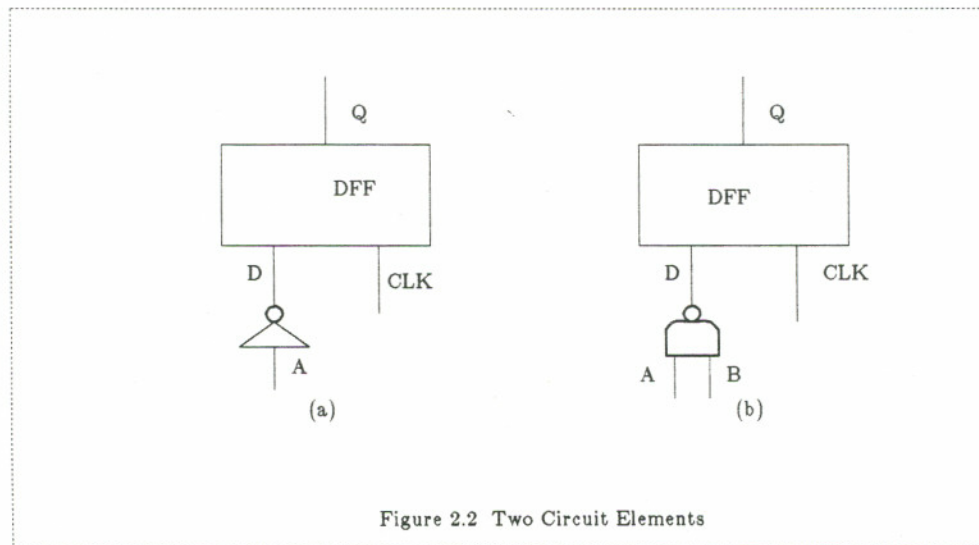 Q
DFF
D
CLK
A
(a)
Q
DFF
D
CLK
A
B
(b)
Figure 2.2 Two Circuit Elements